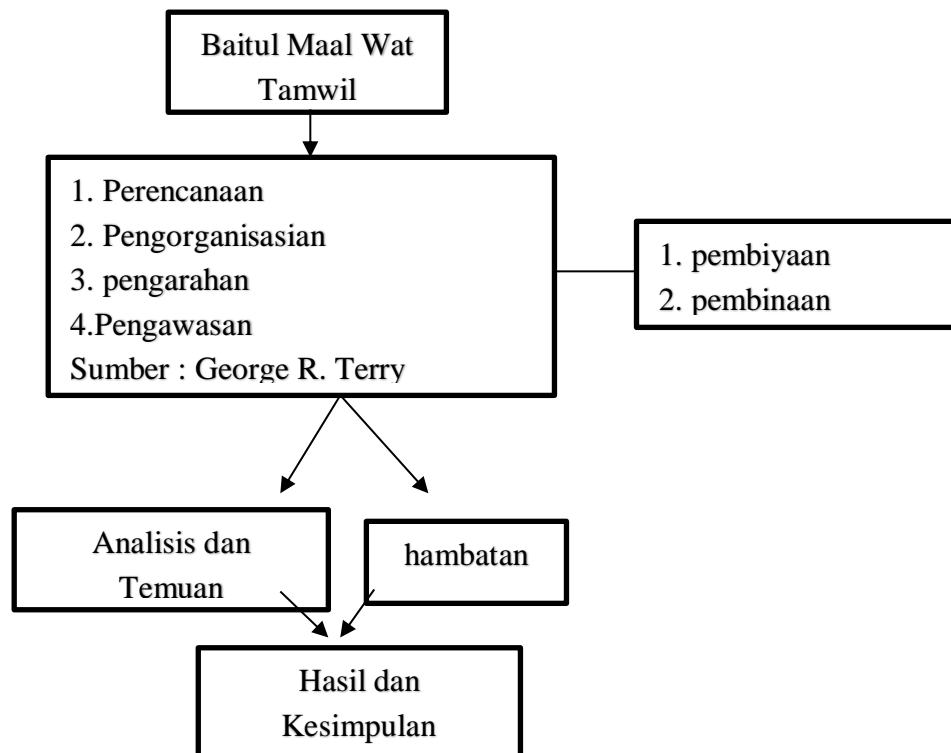 Baitul Maal Wat
Tamwil
1. Perencanaan
2. Pengorganisasian
3. pengarahan
4.Pengawasan
Sumber : George R. Terry
1. pembiyaan
2. pembinaan
Analisis dan
Temuan
hambatan
Hasil dan
Kesimpulan